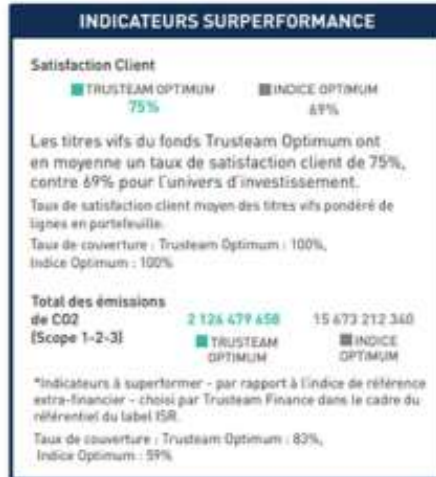 INDICATEURS SURPERFORMANCE
Satisfaction Client
TRUSTEAM OPTIMUM INDICE OPTIMUM
75% 69%
Les titres vifs du fonds Trusteam Optimum ont
en moyenne un taux de satisfaction client de 75%,
contre 69% pour l'univers d'investissement.
Taux de satisfaction client moyen des titres vifs pondéré de
lignes en portefeuille.
Taux de couverture : Trusteam Optimum : 100%,
Indice Optimum : 100%
Total des émissions
de CO2 2 124 479 658 15 673 212 340
(Scope 1-2-3) TRUSTEAM INDICE
OPTIMUM OPTIMUM
*Indicateurs à superformer - par rapport à l'indice de référence
extra-financier - choisi par Trusteam Finance dans le cadre du
référentiel du label ISR.
Taux de couverture : Trusteam Optimum : 83%,
Indice Optimum : 59%